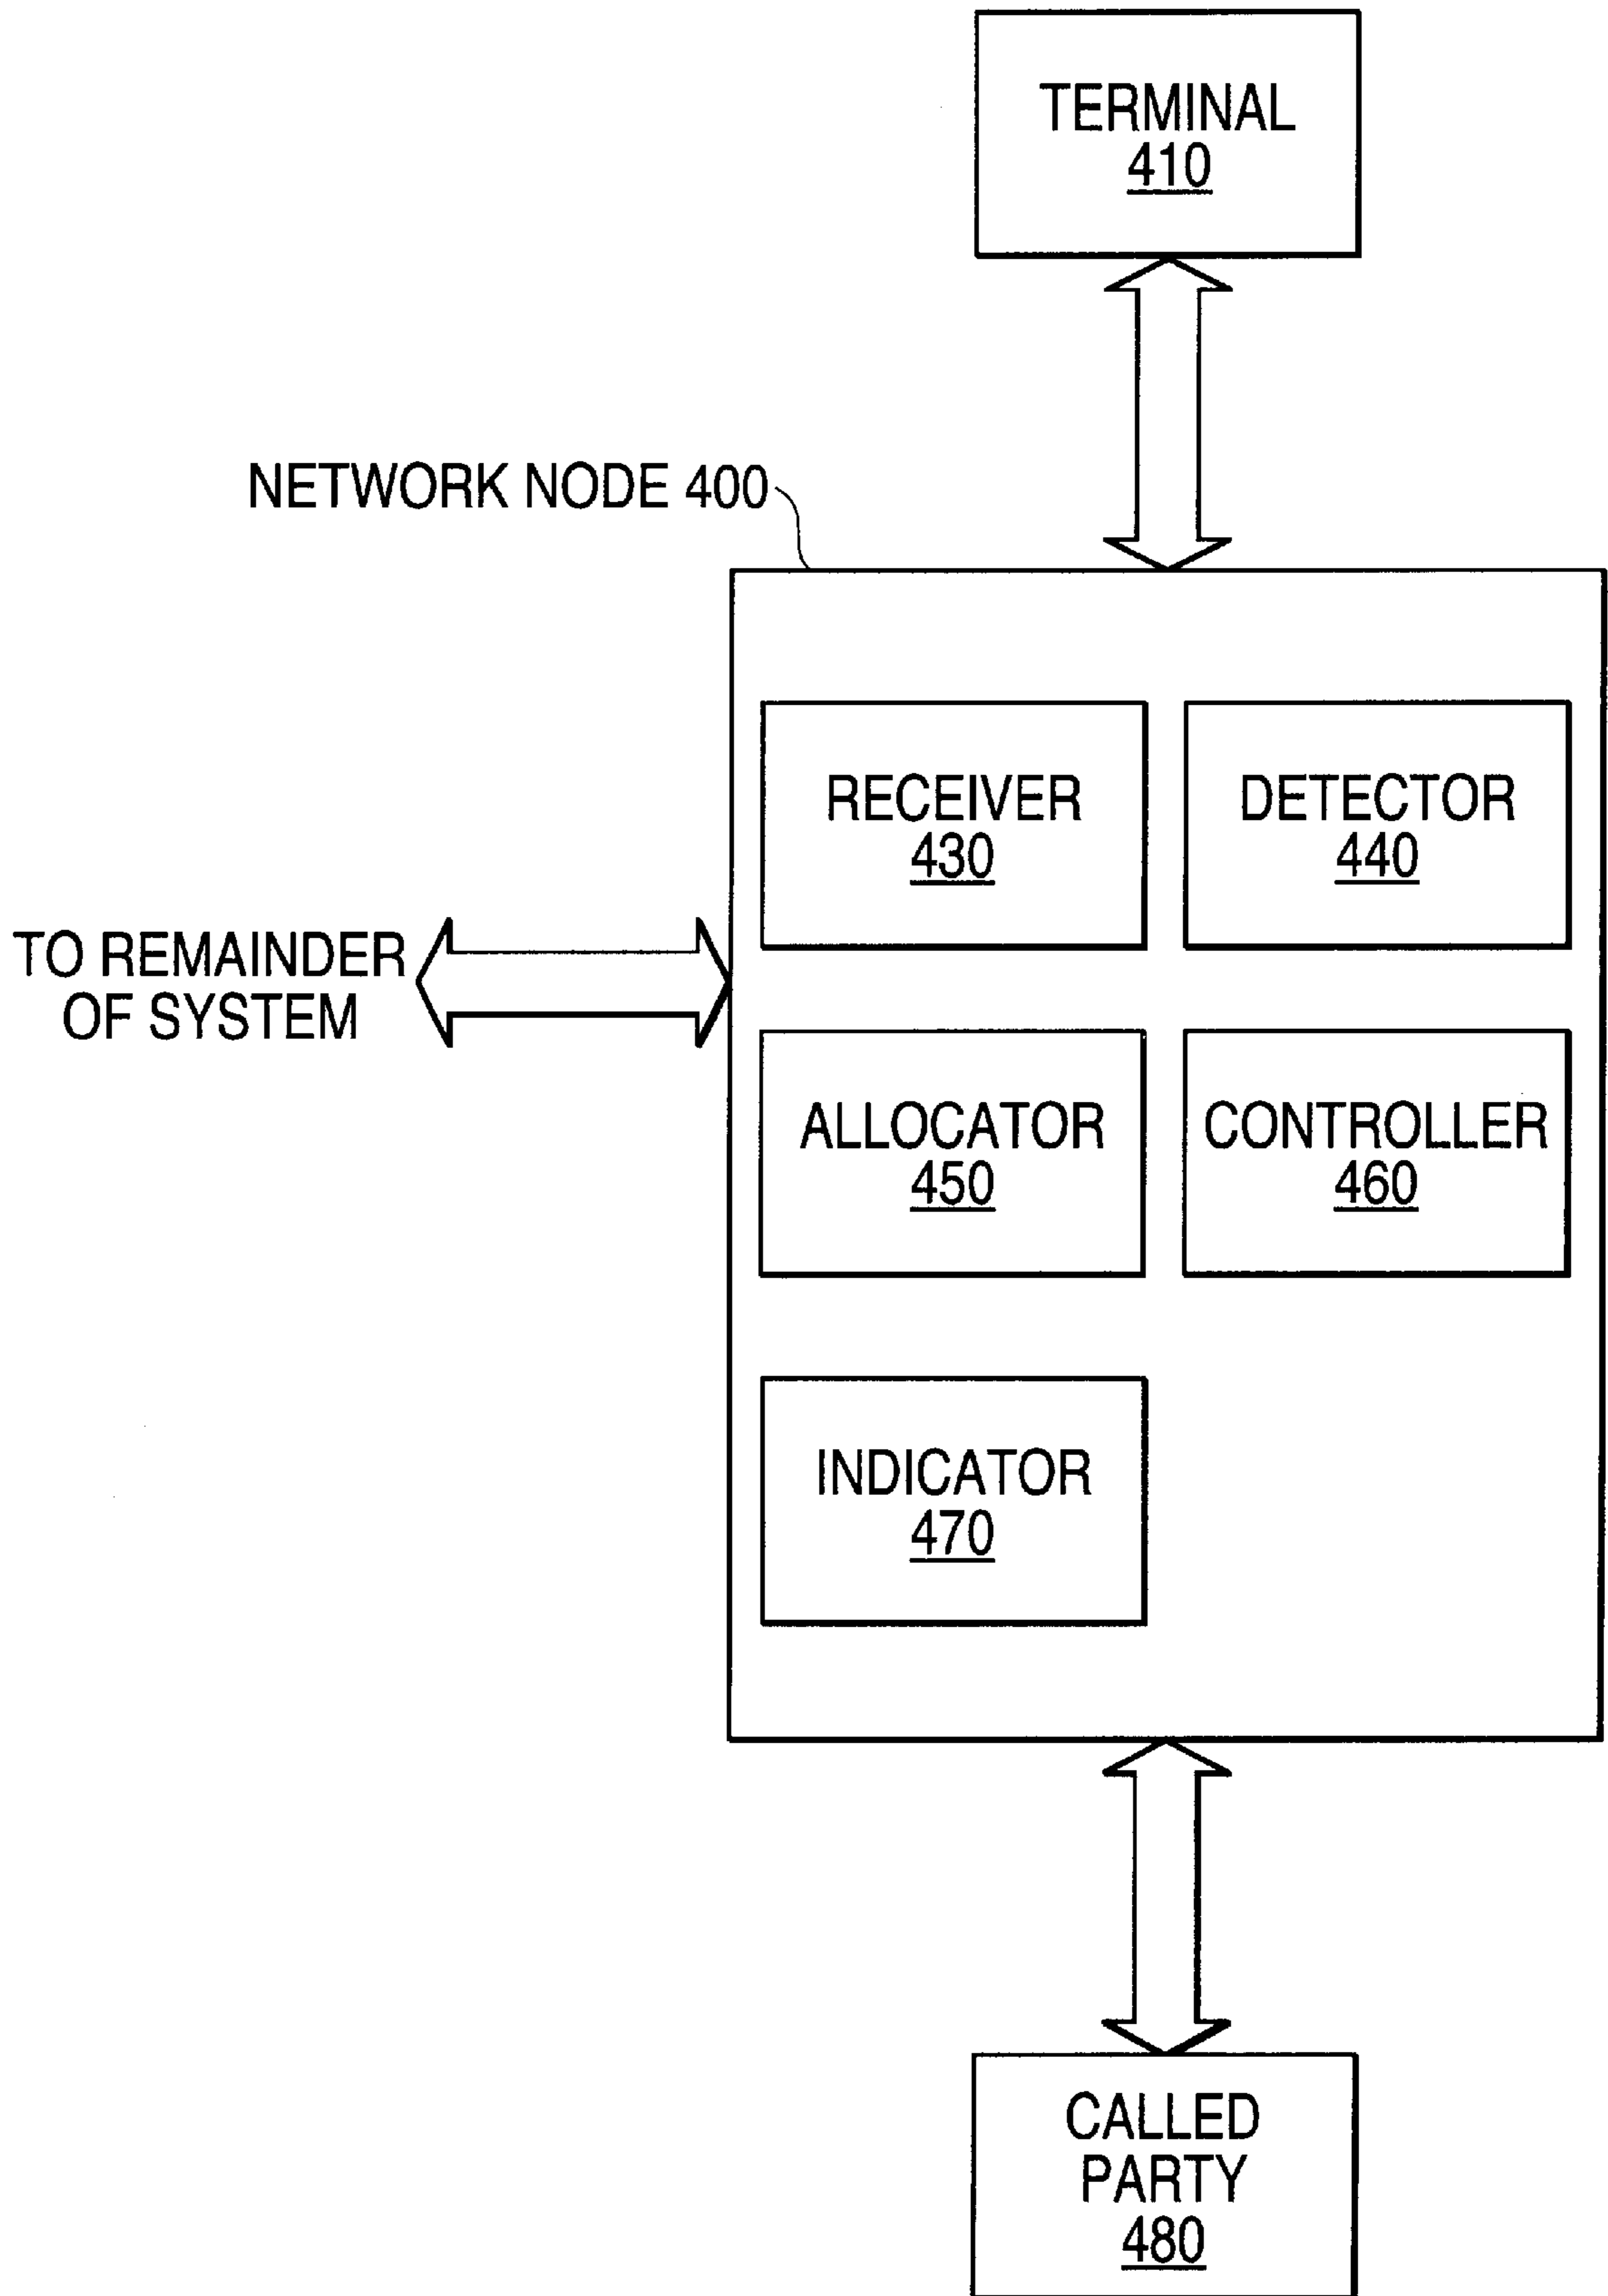 TERMINAL
410
NETWORK NODE 400
RECEIVER
430
DETECTOR
440
TO REMAINDER
OF SYSTEM
ALLOCATOR
450
CONTROLLER
460
INDICATOR
470
CALLED
PARTY
480